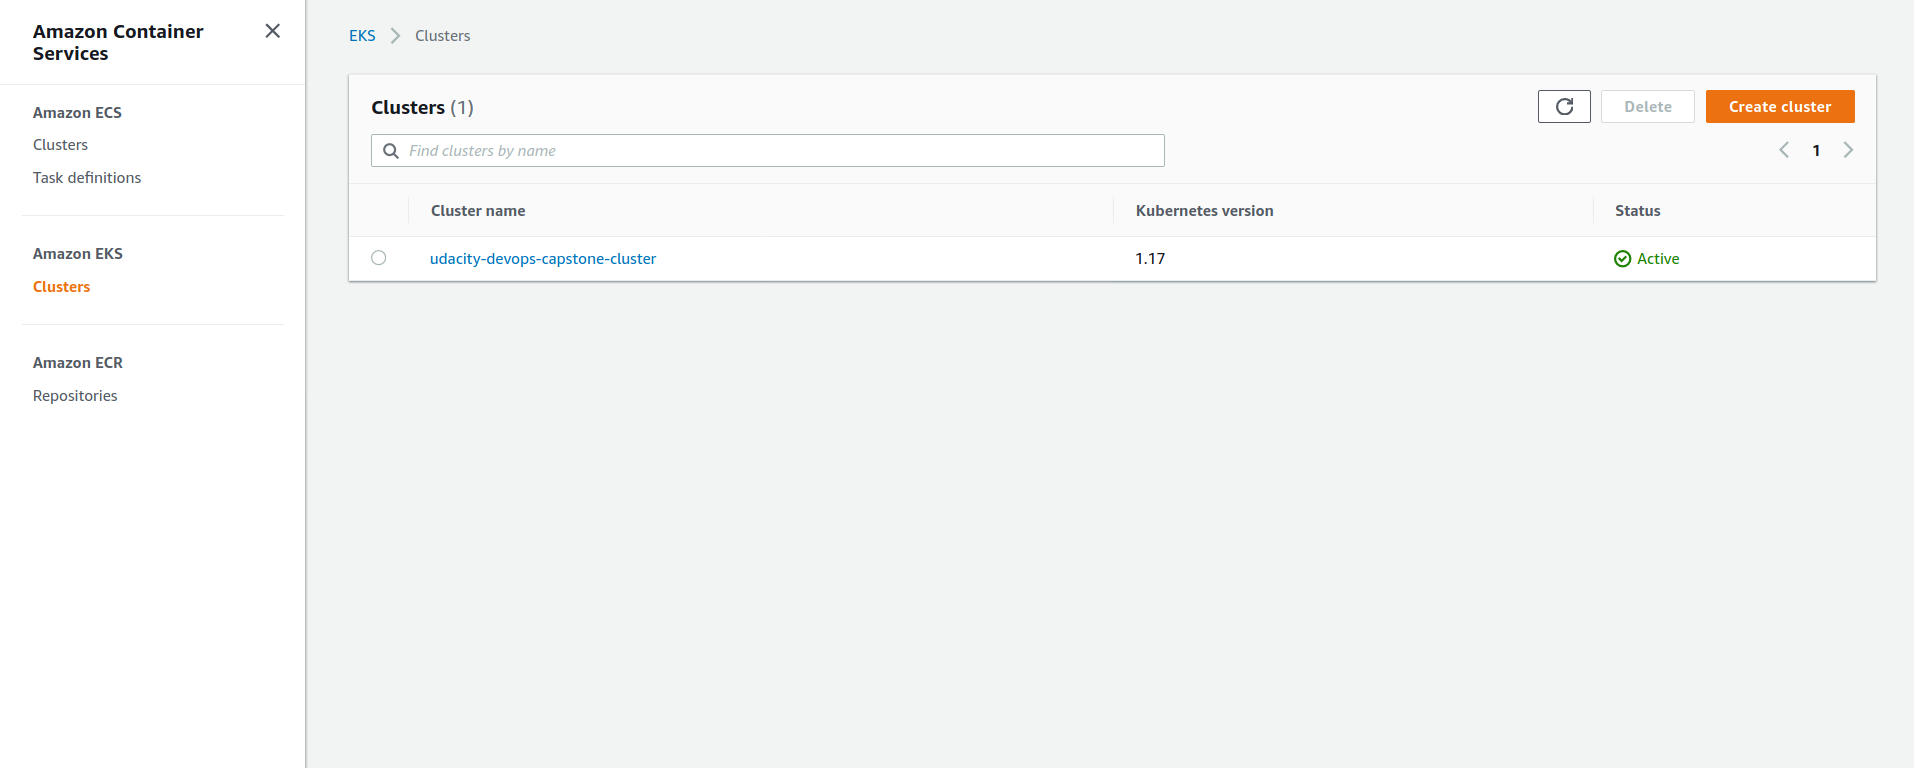 Amazon Container
Services
Amazon ECS
Clusters
Task definitions
Amazon EKS
Clusters
Amazon ECR
Repositories
EKS Clusters
Clusters (1)
Delete
Create cluster
Find clusters by name
1
Cluster name Kubernetes version Status
udacity-devops-capstone-cluster 1.17 Active